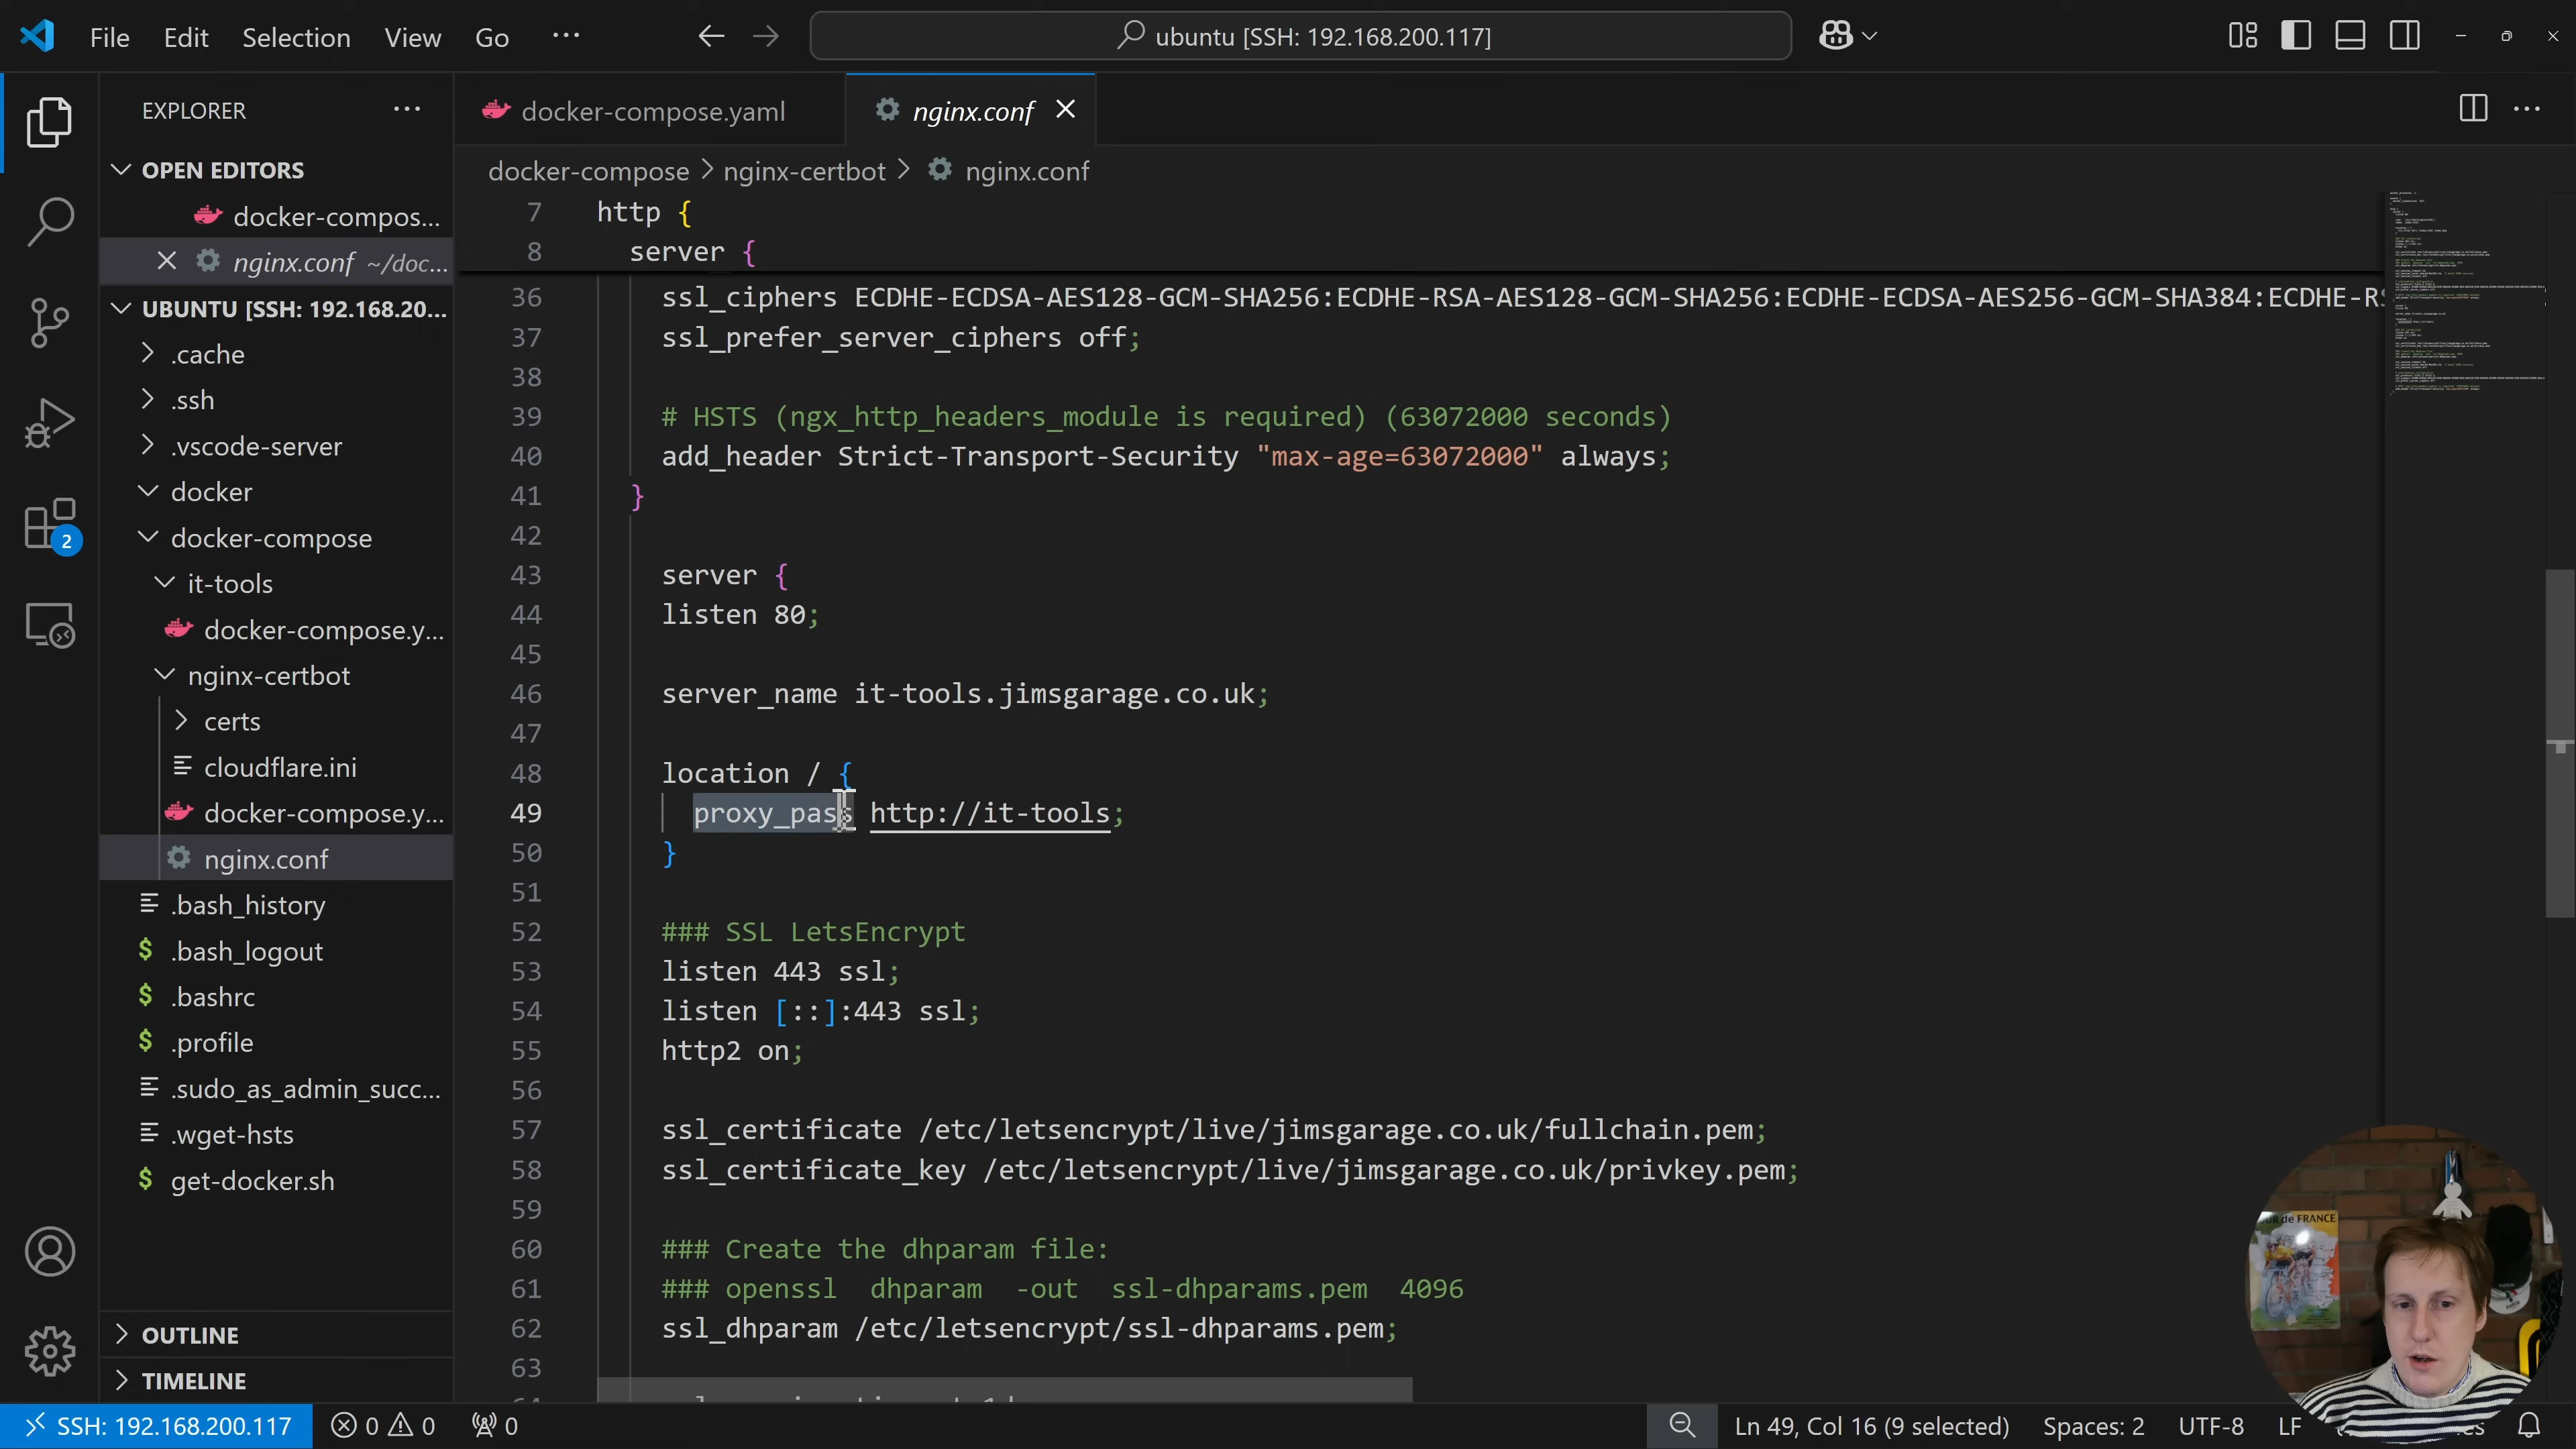 File Edit Selection View Go ...
ubuntu [SSH: 192.168.200.117]
EXPLORER
docker-compose.yaml
nginx.conf
OPEN EDITORS
docker-compos...
nginx.conf ~/doc...
UBUNTU [SSH: 192.168.20...
.cache
.ssh
.vscode-server
docker
docker-compose
it-tools
docker-compose.y...
nginx-certbot
certs
cloudflare.ini
docker-compose.y...
nginx.conf
.bash_history
.bash_logout
.bashrc
.profile
.sudo_as_admin_succ...
.wget-hsts
get-docker.sh
OUTLINE
TIMELINE
2
docker-compose > nginx-certbot > nginx.conf
7 http {
8 server {
36 ssl_ciphers ECDHE-ECDSA-AES128-GCM-SHA256:ECDHE-RSA-AES128-GCM-SHA256:ECDHE-ECDSA-AES256-GCM-SHA384:ECDHE-RS
37 ssl_prefer_server_ciphers off;
38
39 # HSTS (ngx_http_headers_module is required) (63072000 seconds)
40 add_header Strict-Transport-Security "max-age=63072000" always;
41 }
42
43 server {
44 listen 80;
45
46 server_name it-tools.jimsgarage.co.uk;
47
48 location / {
49 proxy_pass http://it-tools;
50 }
51
52 ### SSL LetsEncrypt
53 listen 443 ssl;
54 listen [::]:443 ssl;
55 http2 on;
56
57 ssl_certificate /etc/letsencrypt/live/jimsgarage.co.uk/fullchain.pem;
58 ssl_certificate_key /etc/letsencrypt/live/jimsgarage.co.uk/privkey.pem;
59
60 ### Create the dhparam file:
61 ### openssl dhparam -out ssl-dhparams.pem 4096
62 ssl_dhparam /etc/letsencrypt/ssl-dhparams.pem;
63
de FRANCE
SSH: 192.168.200.117 0 0 0
Ln 49, Col 16 (9 selected) Spaces: 2 UTF-8 LF